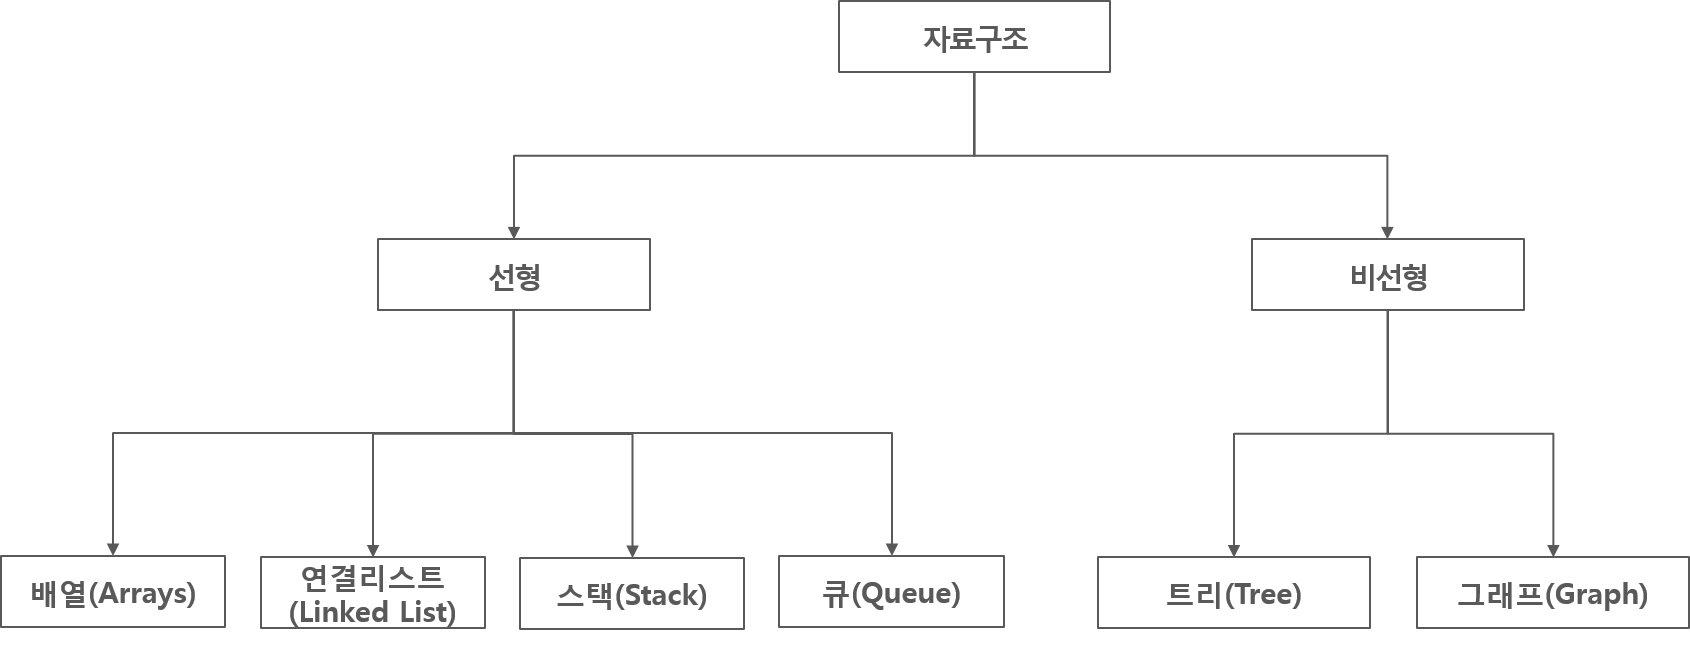 자료구조
선형
비선형
배열(Arrays)
연결리스트
(Linked List)
스택(Stack)
큐(Queue)
트리(Tree)
그래프(Graph)